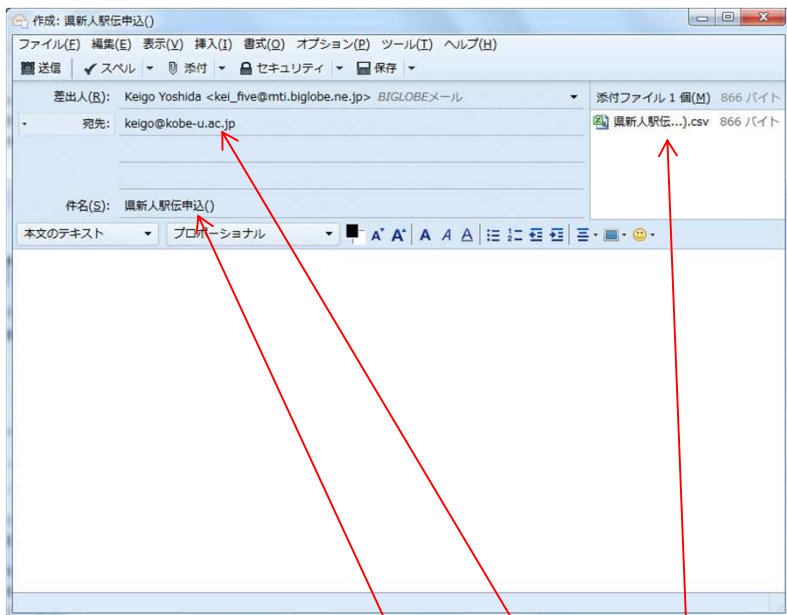 作成: 県新人駅伝申込()
ファイル(F) 編集(E) 表示(V) 挿入(I) 書式(O) オプション(P) ツール(T) ヘルプ(H)
送信 スペル 添付 セキュリティ 保存
差出人(R): Keigo Yoshida <kei_five@mti.biglobe.ne.jp> BIGLOBEメール
添付ファイル 1 個(M) 866 バイト
宛先: keigo@kobe-u.ac.jp
県新人駅伝...).csv 866 バイト
件名(S): 県新人駅伝申込()
本文のテキスト プロポーショナル